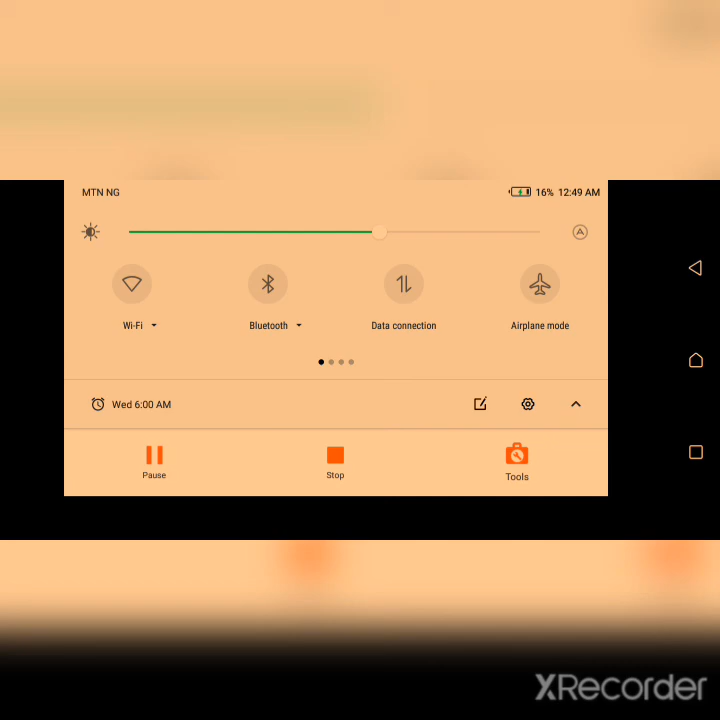 MTN NG 16% 12:49 AM
Wi-Fi Bluetooth Data connection Airplane mode
Wed 6:00 AM
Pause Stop Tools
XRecorder